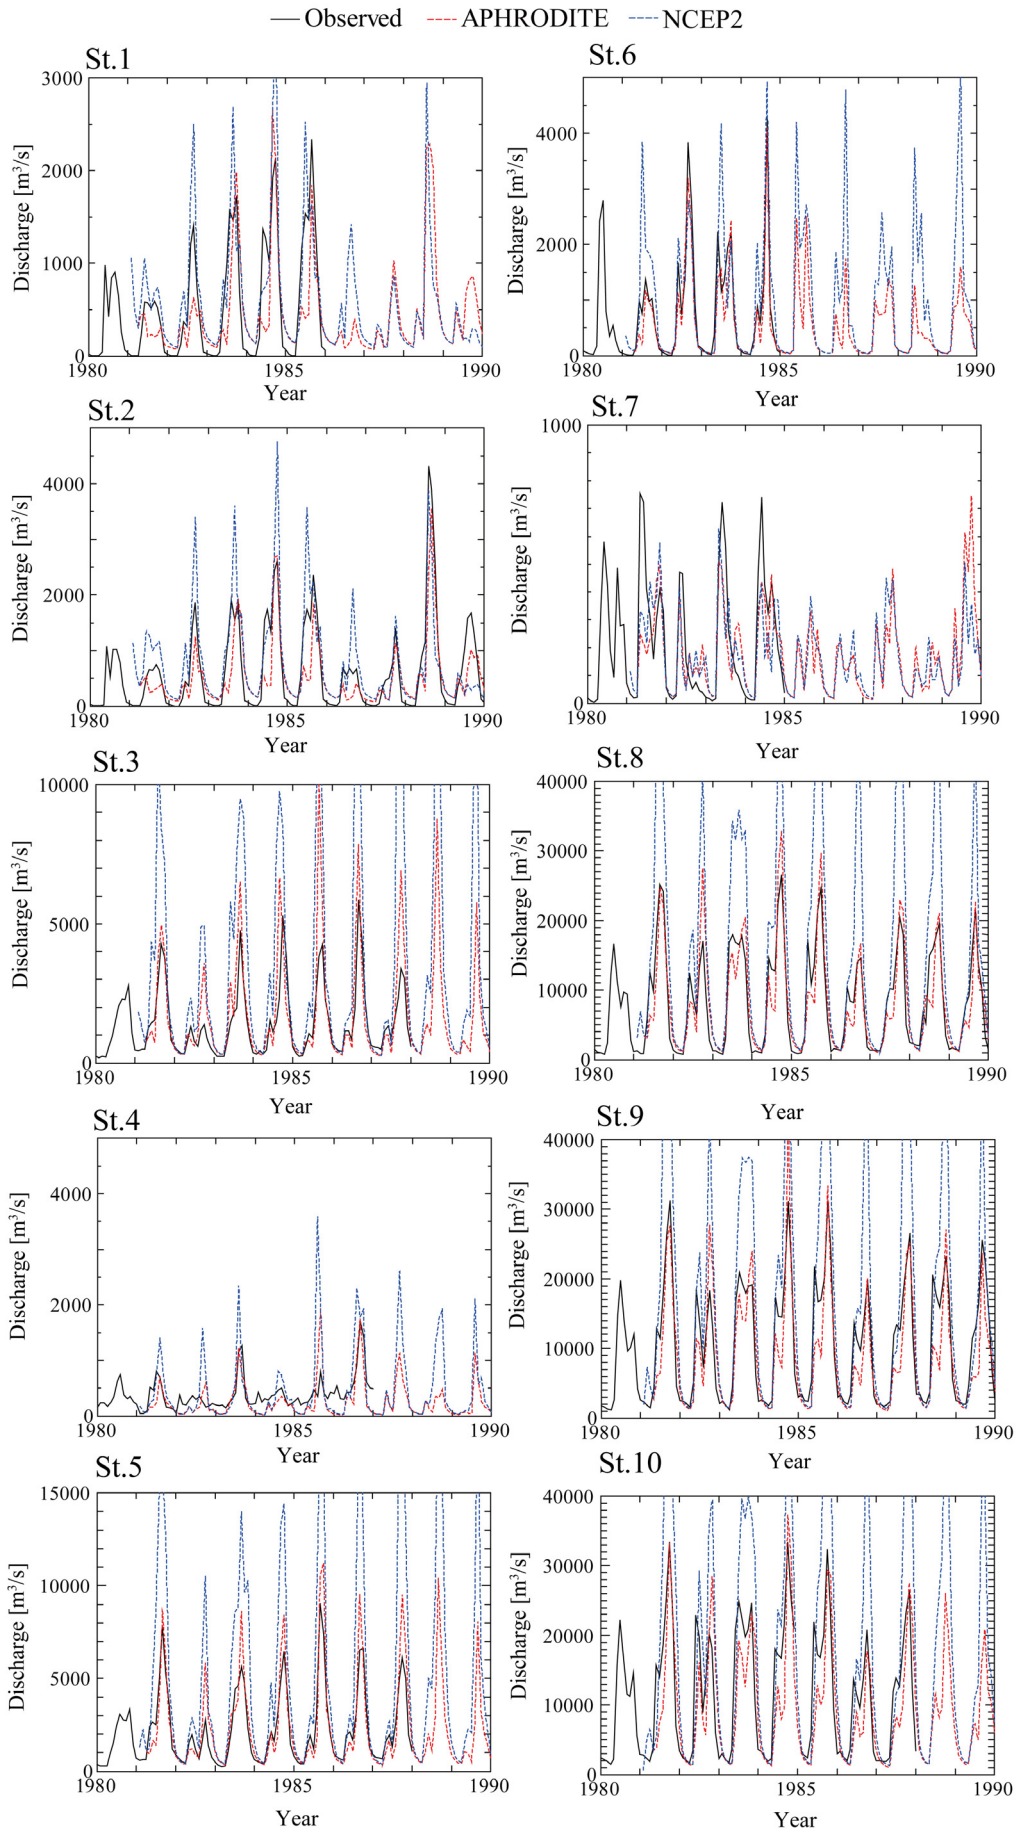 Observed APHRODITE NCEP2
St.1
3000
2000
1000
0
Discharge [m³/s]
1980 1985 1990
Year
St.6
4000
2000
0
Discharge [m³/s]
1980 1985 1990
Year
St.2
4000
2000
0
Discharge [m³/s]
1980 1985 1990
Year
St.7
1000
0
Discharge [m³/s]
1980 1985 1990
Year
St.3
10000
5000
0
Discharge [m³/s]
1980 1985 1990
Year
St.8
40000
30000
20000
10000
0
Discharge [m³/s]
1980 1985 1990
Year
St.4
4000
2000
0
Discharge [m³/s]
1980 1985 1990
Year
St.9
40000
30000
20000
10000
0
Discharge [m³/s]
1980 1985 1990
Year
St.5
15000
10000
5000
0
Discharge [m³/s]
1980 1985 1990
Year
St.10
40000
30000
20000
10000
0
Discharge [m³/s]
1980 1985 1990
Year